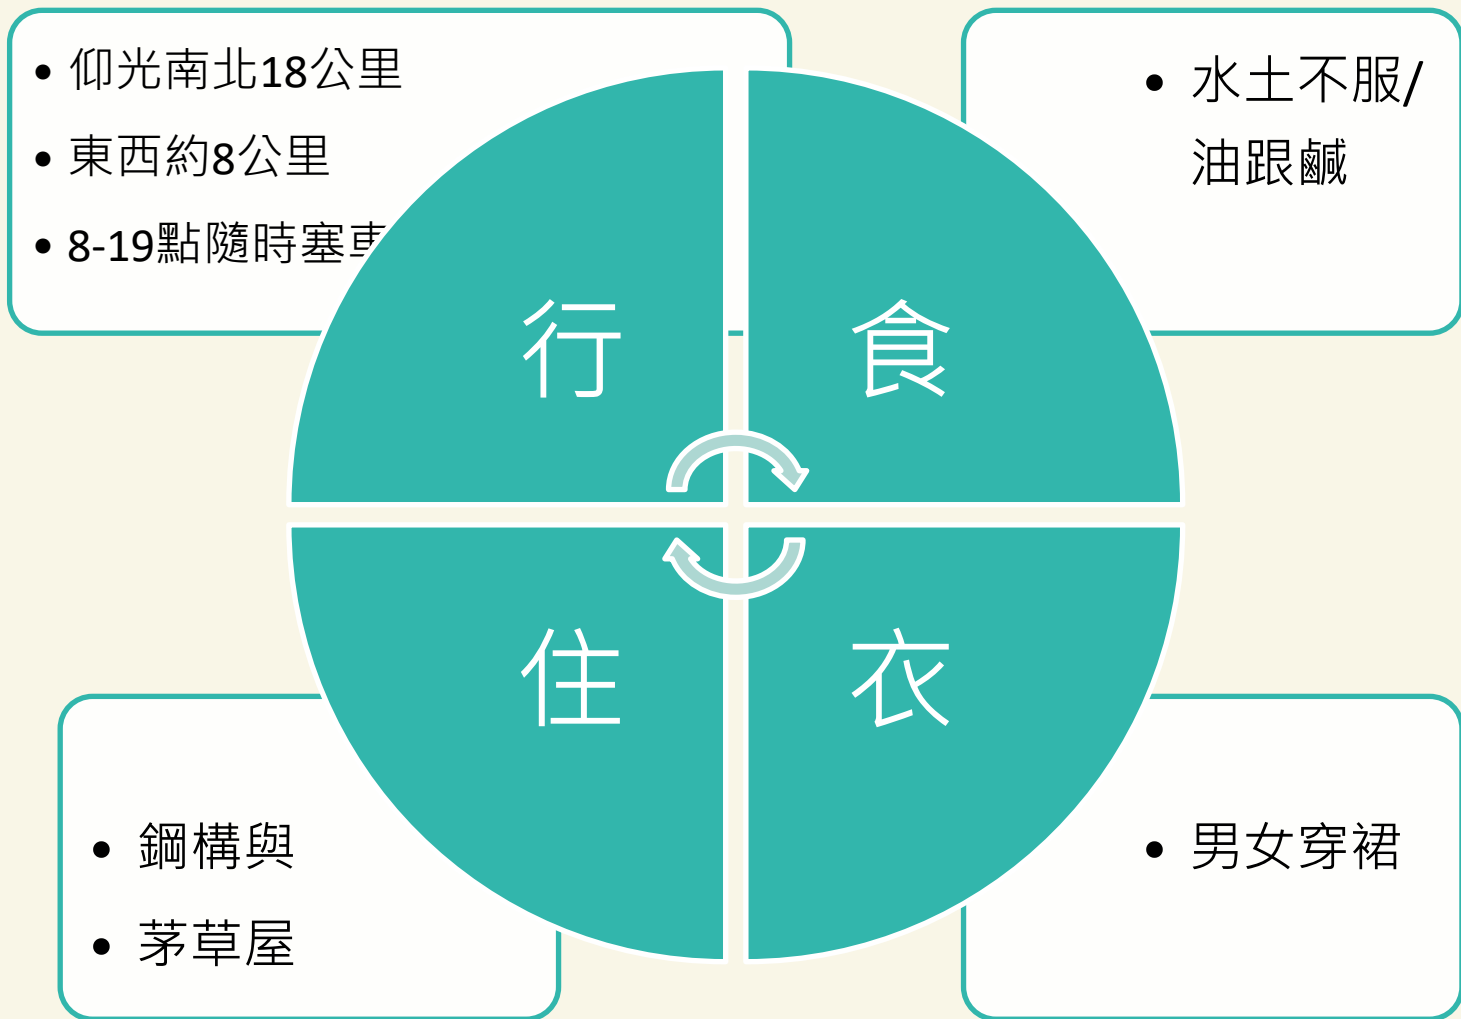 • 仰光南北18公里
• 東西約8公里
• 8-19點隨時塞車
• 水土不服/
油跟鹹
行
食
住
衣
• 鋼構與
• 茅草屋
• 男女穿裙